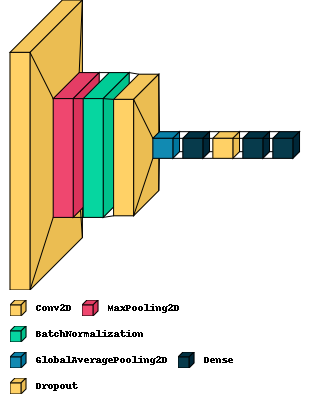 Conv2D MaxPooling2D
BatchNormalization
GlobalAveragePooling2D Dense
Dropout